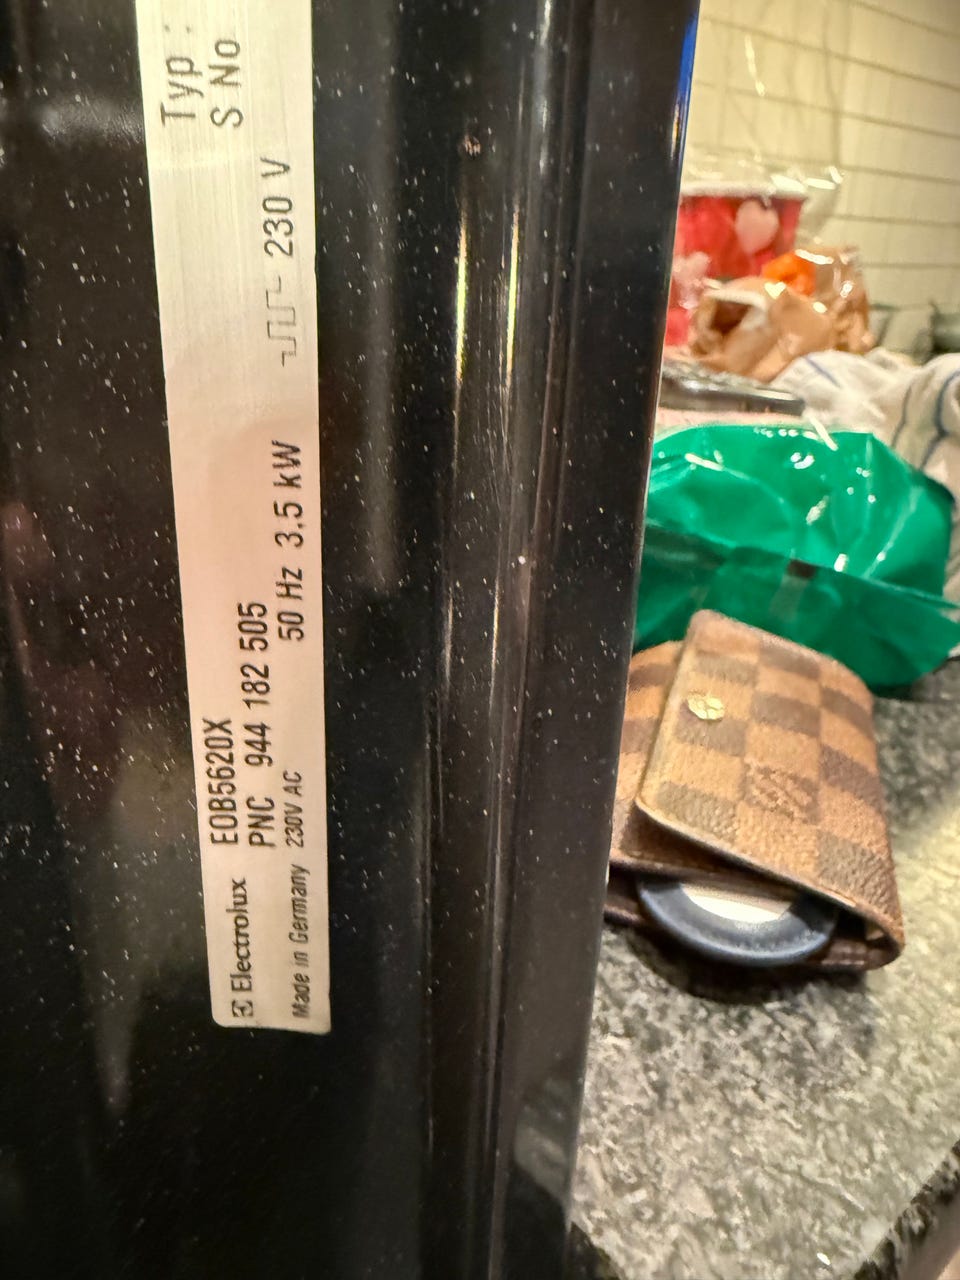 Electrolux
EOB5620X
PNC 944 182 505
Made in Germany 230V AC 50 Hz 3.5 kW
230 V
Typ :
S No